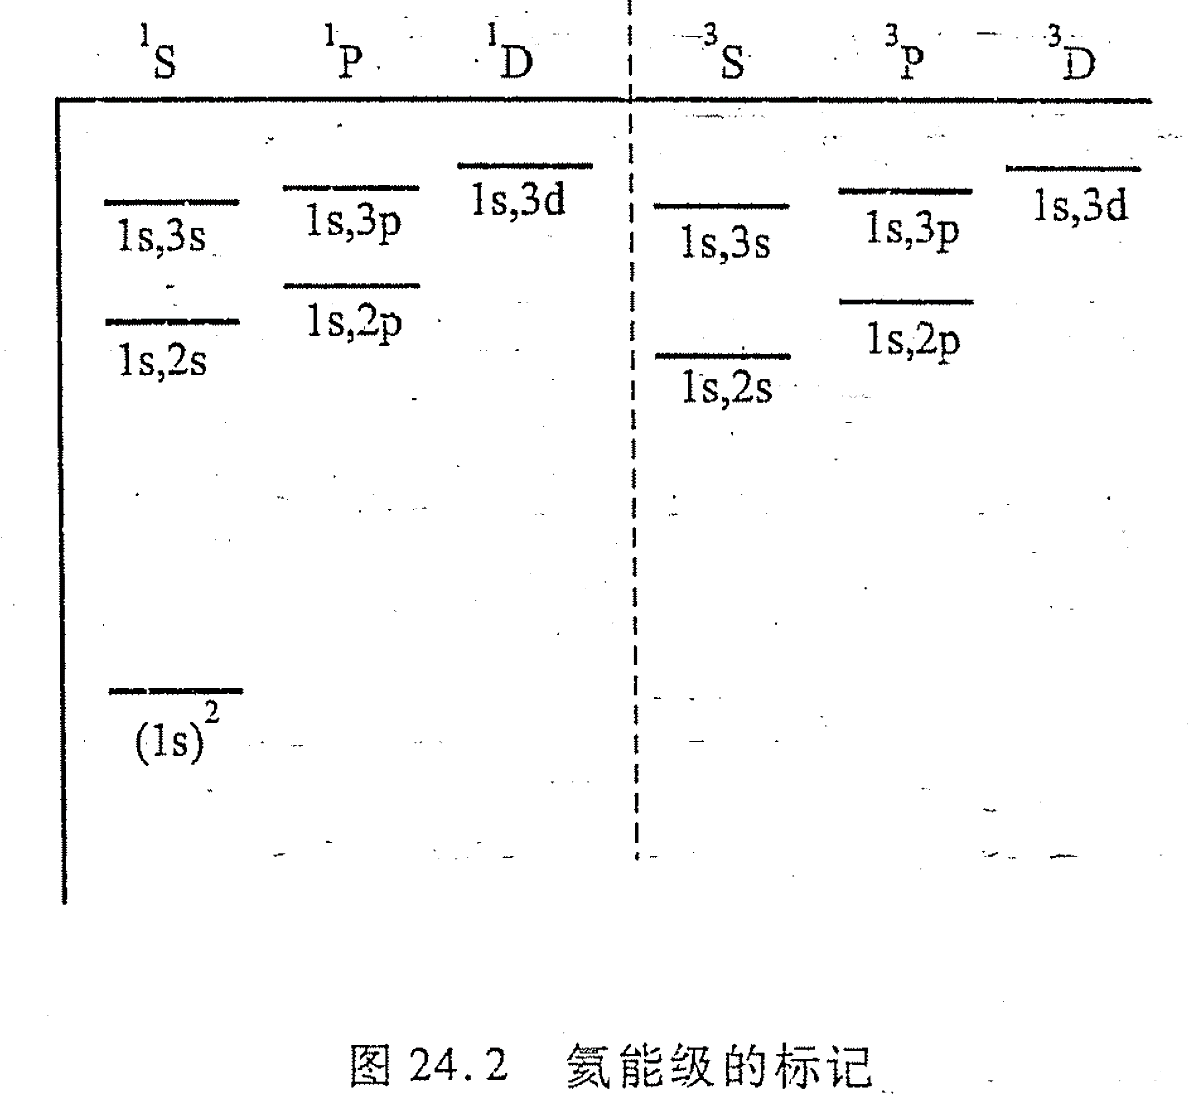 ¹S ¹P ¹D ³S ³P ³D
1s,3s 1s,3p 1s,3d 1s,3s 1s,3p 1s,3d
1s,2s 1s,2p 1s,2s 1s,2p
(1s)²
图 24.2 氦能级的标记